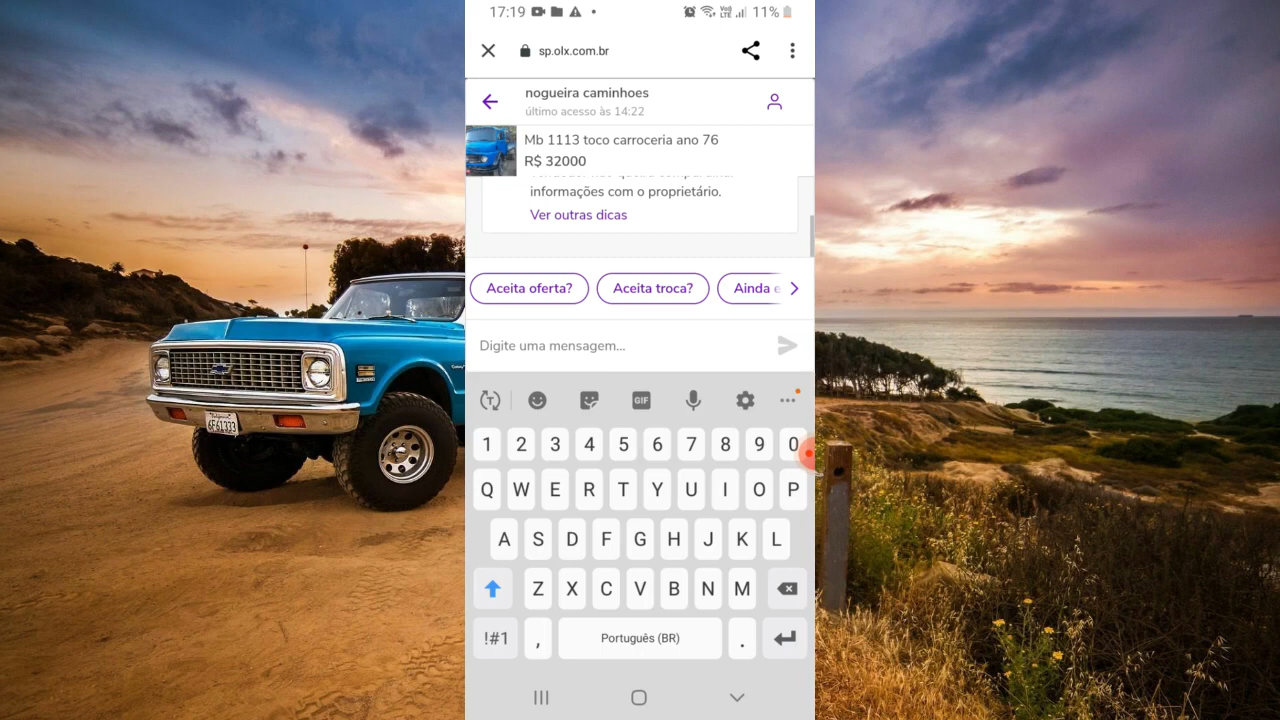 17:19
11%
sp.olx.com.br
nogueira caminhoes
último acesso às 14:22
Mb 1113 toco carroceria ano 76
R$ 32000
informações com o proprietário.
Ver outras dicas
Aceita oferta? Aceita troca? Ainda e
Digite uma mensagem...
GIF
1 2 3 4 5 6 7 8 9 0
Q W E R T Y U I O P
A S D F G H J K L
Z X C V B N M
!#1 , Português (BR) .